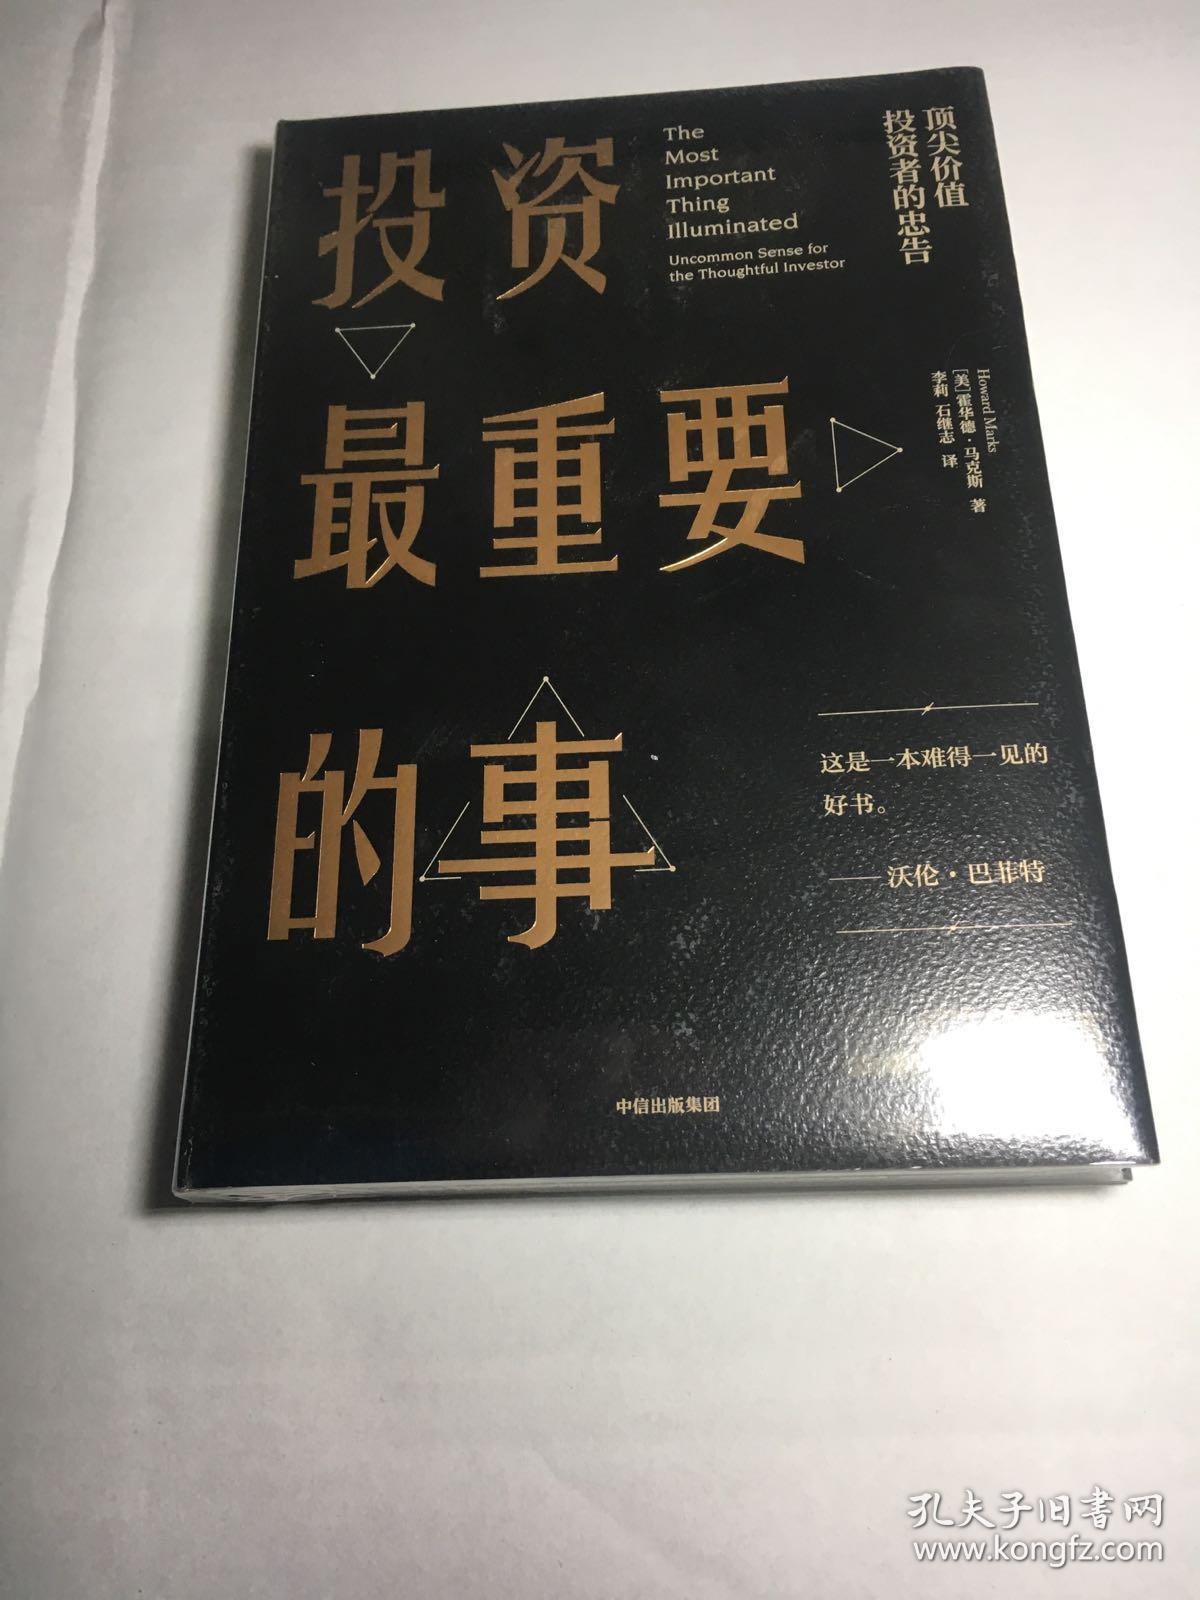 投资
最重要
的事
The
Most
Important
Thing
Illuminated
Uncommon Sense for
the Thoughtful Investor
顶尖价值
投资者的忠告
Howard Marks
[美]霍华德·马克斯 著
李莉 石继志 译
这是一本难得一见的
好书。
——沃伦·巴菲特
中信出版集团
孔夫子旧书网
www.kongfz.com